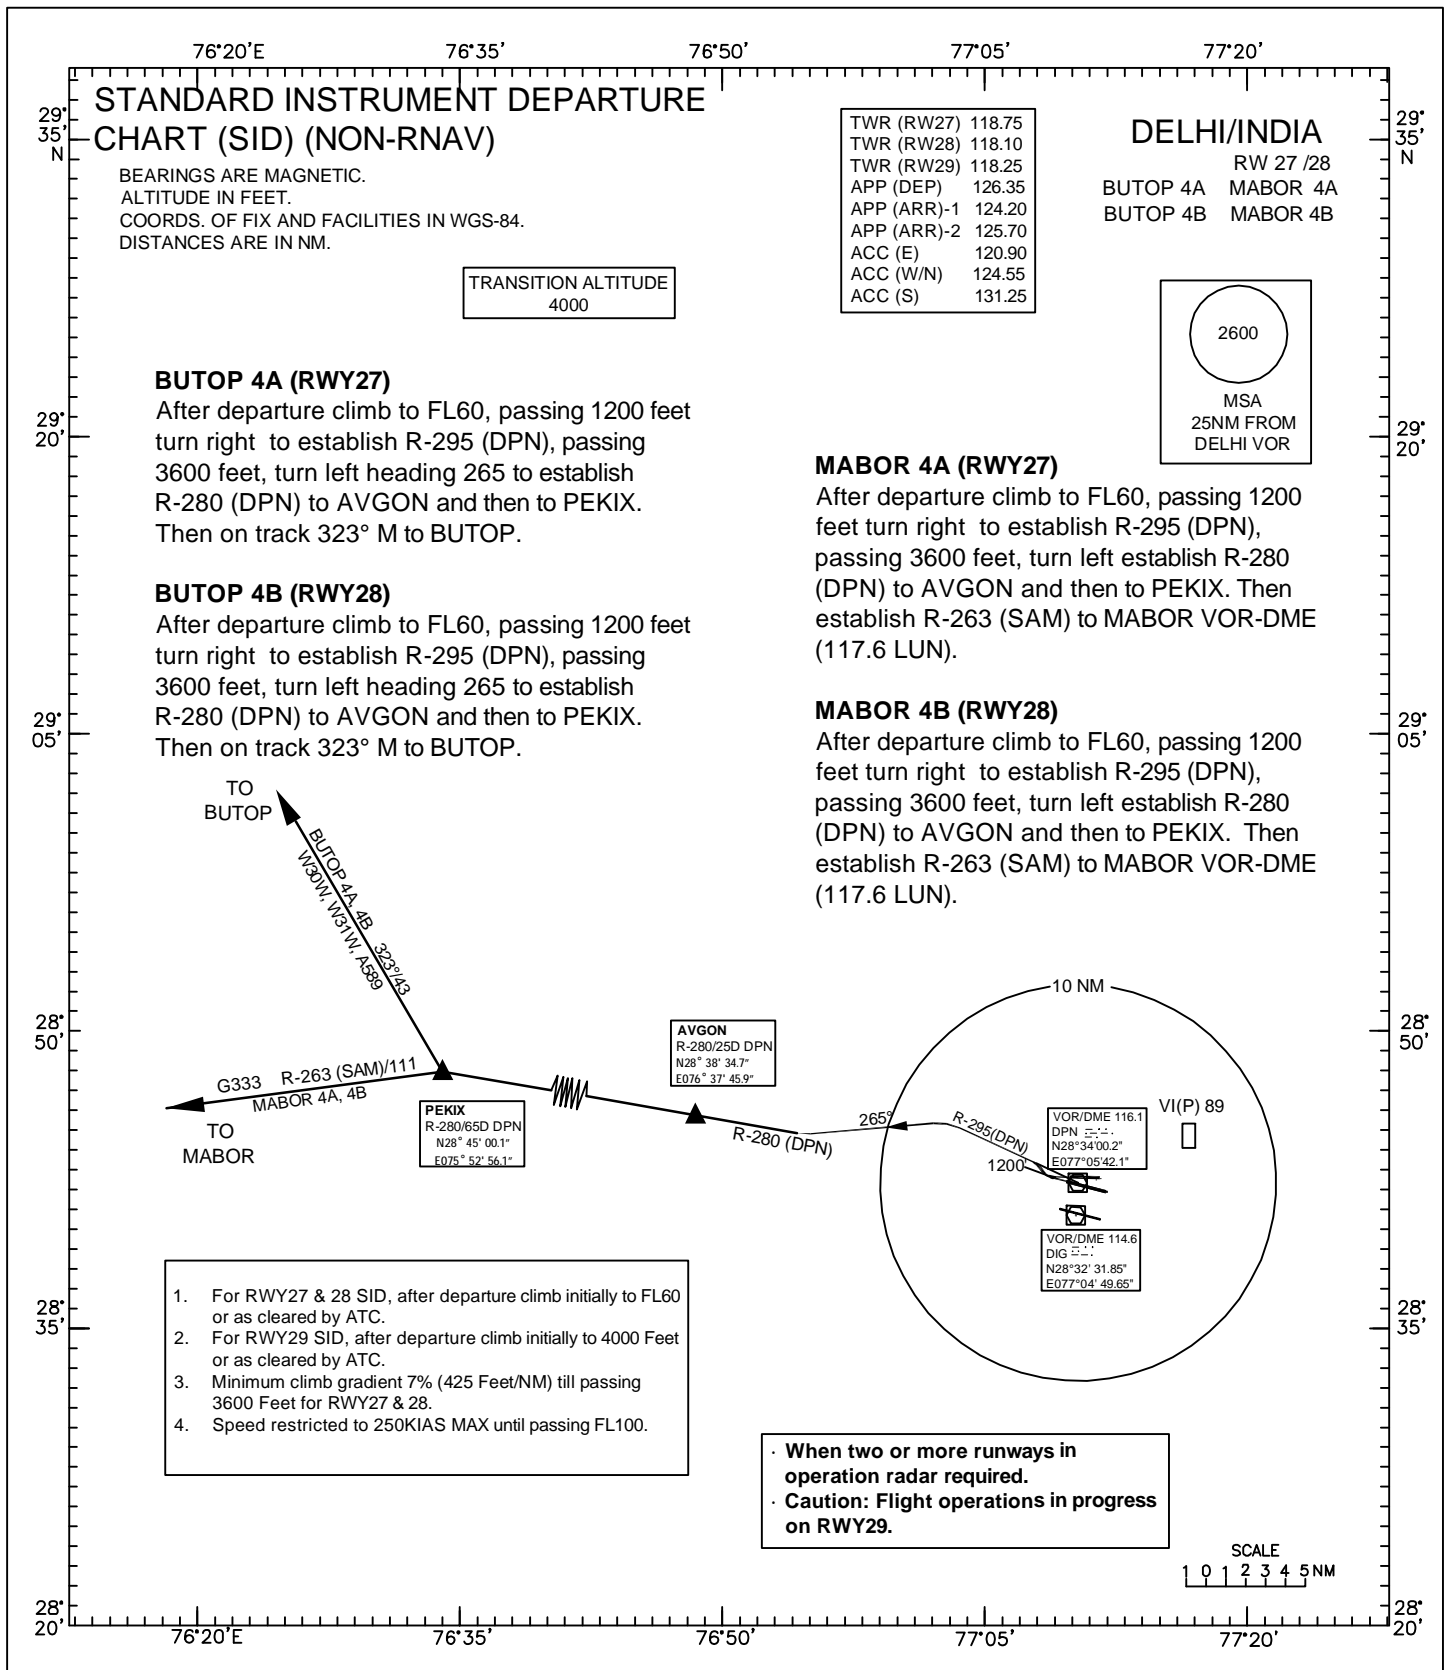 76°20'E 76°35' 76°50' 77°05' 77°20'
STANDARD INSTRUMENT DEPARTURE
CHART (SID) (NON-RNAV)
BEARINGS ARE MAGNETIC.
ALTITUDE IN FEET.
COORDS. OF FIX AND FACILITIES IN WGS-84.
DISTANCES ARE IN NM.
TRANSITION ALTITUDE
4000
TWR (RW27) 118.75
TWR (RW28) 118.10
TWR (RW29) 118.25
APP (DEP) 126.35
APP (ARR)-1 124.20
APP (ARR)-2 125.70
ACC (E) 120.90
ACC (W/N) 124.55
ACC (S) 131.25
DELHI/INDIA
RW 27 /28
BUTOP 4A MABOR 4A
BUTOP 4B MABOR 4B
2600
MSA
25NM FROM
DELHI VOR
29°
35'
N
29°
35'
N
29°
20'
29°
20'
29°
05'
29°
05'
28°
50'
28°
50'
28°
35'
28°
35'
28°
20'
28°
20'
BUTOP 4A (RWY27)
After departure climb to FL60, passing 1200 feet
turn right to establish R-295 (DPN), passing
3600 feet, turn left heading 265 to establish
R-280 (DPN) to AVGON and then to PEKIX.
Then on track 323° M to BUTOP.
BUTOP 4B (RWY28)
After departure climb to FL60, passing 1200 feet
turn right to establish R-295 (DPN), passing
3600 feet, turn left heading 265 to establish
R-280 (DPN) to AVGON and then to PEKIX.
Then on track 323° M to BUTOP.
MABOR 4A (RWY27)
After departure climb to FL60, passing 1200
feet turn right to establish R-295 (DPN),
passing 3600 feet, turn left establish R-280
(DPN) to AVGON and then to PEKIX. Then
establish R-263 (SAM) to MABOR VOR-DME
(117.6 LUN).
MABOR 4B (RWY28)
After departure climb to FL60, passing 1200
feet turn right to establish R-295 (DPN),
passing 3600 feet, turn left establish R-280
(DPN) to AVGON and then to PEKIX. Then
establish R-263 (SAM) to MABOR VOR-DME
(117.6 LUN).
TO
BUTOP
BUTOP 4A, 4B 323°/43
W30W, W31W, A589
G333 R-263 (SAM)/111
MABOR 4A, 4B
TO
MABOR
PEKIX
R-280/65D DPN
N28° 45' 00.1"
E075° 52' 56.1"
AVGON
R-280/25D DPN
N28° 38' 34.7"
E076° 37' 45.9"
R-280 (DPN)
265°
R-295(DPN)
1200'
10 NM
VOR/DME 116.1
DPN
N28°34'00.2"
E077°05'42.1"
VI(P) 89
VOR/DME 114.6
DIG
N28°32' 31.85"
E077°04' 49.65"
1. For RWY27 & 28 SID, after departure climb initially to FL60
or as cleared by ATC.
2. For RWY29 SID, after departure climb initially to 4000 Feet
or as cleared by ATC.
3. Minimum climb gradient 7% (425 Feet/NM) till passing
3600 Feet for RWY27 & 28.
4. Speed restricted to 250KIAS MAX until passing FL100.
· When two or more runways in
operation radar required.
· Caution: Flight operations in progress
on RWY29.
SCALE
1 0 1 2 3 4 5 NM
76°20'E 76°35' 76°50' 77°05' 77°20'